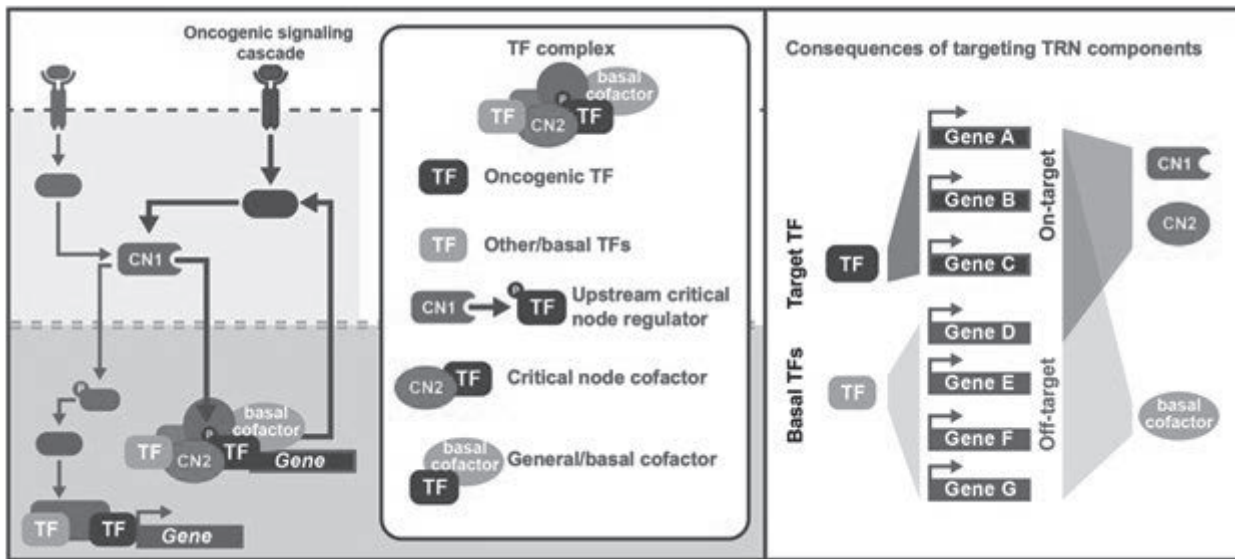 Oncogenic signaling
cascade
CN1
P
P
basal
cofactor
TF
CN2
TF
Gene
TF
TF
Gene
TF complex
basal
cofactor
P
TF
CN2
TF
TF
Oncogenic TF
TF
Other/basal TFs
CN1
P
TF
Upstream critical
node regulator
CN2
TF
Critical node cofactor
basal
cofactor
TF
General/basal cofactor
Consequences of targeting TRN components
Target TF
TF
Basal TFs
TF
Gene A
Gene B
Gene C
Gene D
Gene E
Gene F
Gene G
On-target
Off-target
CN1
CN2
basal
cofactor